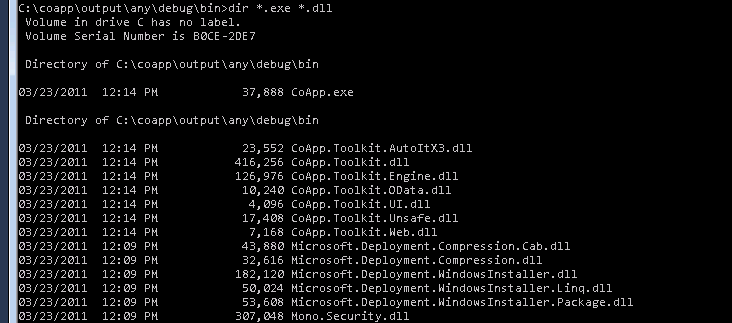 C:\coapp\output\any\debug\bin>dir *.exe *.dll
Volume in drive C has no label.
Volume Serial Number is B0CE-2DE7
Directory of C:\coapp\output\any\debug\bin
03/23/2011 12:14 PM 37,888 CoApp.exe
Directory of C:\coapp\output\any\debug\bin
03/23/2011 12:14 PM 23,552 CoApp.Toolkit.AutoItX3.dll
03/23/2011 12:14 PM 416,256 CoApp.Toolkit.dll
03/23/2011 12:14 PM 126,976 CoApp.Toolkit.Engine.dll
03/23/2011 12:14 PM 10,240 CoApp.Toolkit.OData.dll
03/23/2011 12:14 PM 4,096 CoApp.Toolkit.UI.dll
03/23/2011 12:14 PM 17,408 CoApp.Toolkit.Unsafe.dll
03/23/2011 12:14 PM 7,168 CoApp.Toolkit.Web.dll
03/23/2011 12:09 PM 43,880 Microsoft.Deployment.Compression.Cab.dll
03/23/2011 12:09 PM 32,616 Microsoft.Deployment.Compression.dll
03/23/2011 12:09 PM 182,120 Microsoft.Deployment.WindowsInstaller.dll
03/23/2011 12:09 PM 50,024 Microsoft.Deployment.WindowsInstaller.Linq.dll
03/23/2011 12:09 PM 53,608 Microsoft.Deployment.WindowsInstaller.Package.dll
03/23/2011 12:09 PM 307,048 Mono.Security.dll